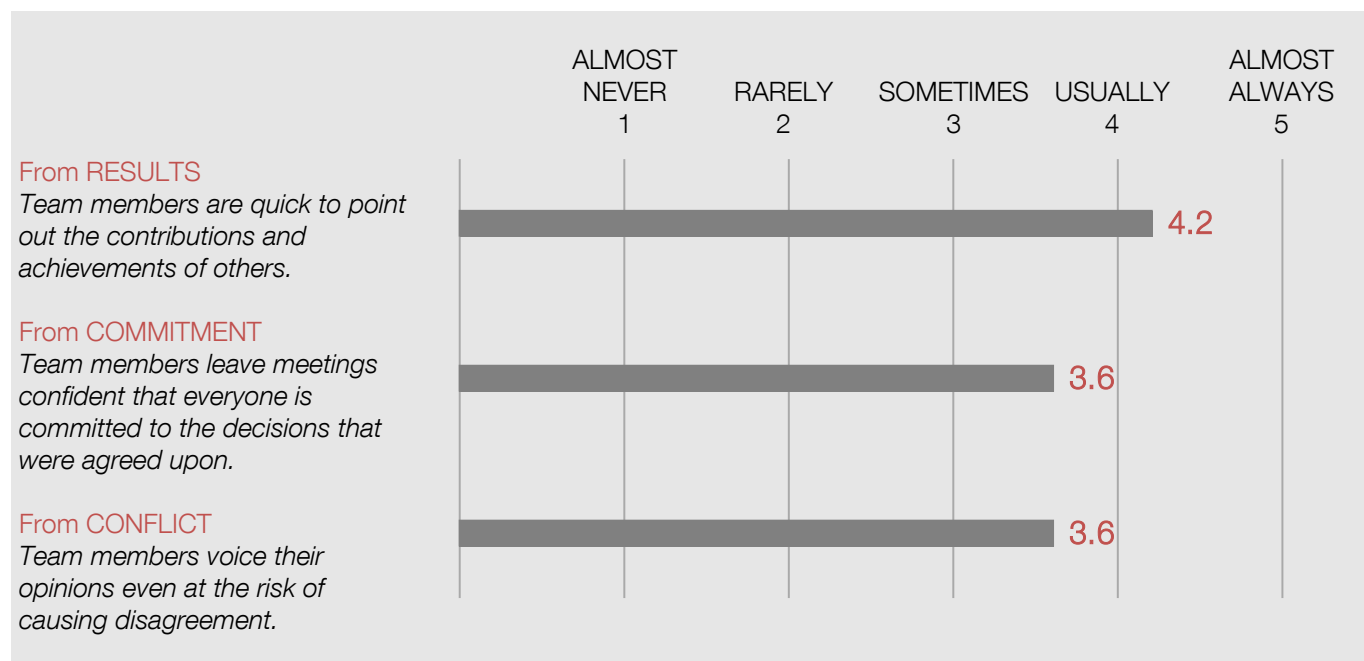 ALMOST
NEVER
1
RARELY
2
SOMETIMES
3
USUALLY
4
ALMOST
ALWAYS
5
From RESULTS
Team members are quick to point
out the contributions and
achievements of others.
4.2
From COMMITMENT
Team members leave meetings
confident that everyone is
committed to the decisions that
were agreed upon.
3.6
From CONFLICT
Team members voice their
opinions even at the risk of
causing disagreement.
3.6